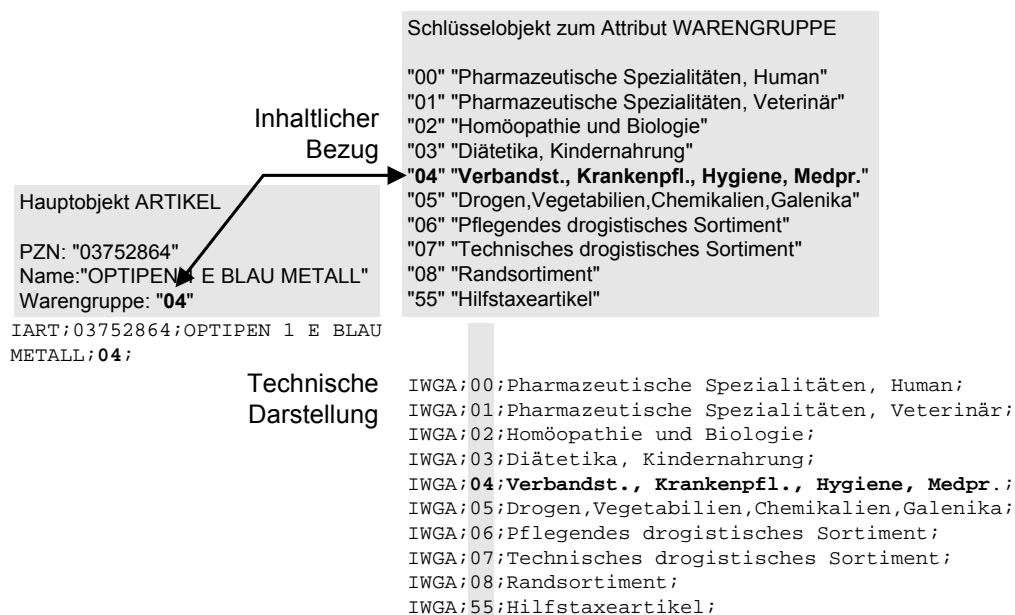 Schlüsselobjekt zum Attribut WARENGRUPPE
"00" "Pharmazeutische Spezialitäten, Human"
"01" "Pharmazeutische Spezialitäten, Veterinär"
"02" "Homöopathie und Biologie"
"03" "Diätetika, Kindernahrung"
"04" "Verbandst., Krankenpfl., Hygiene, Medpr."
"05" "Drogen,Vegetabilien,Chemikalien,Galenika"
"06" "Pflegendes drogistisches Sortiment"
"07" "Technisches drogistisches Sortiment"
"08" "Randsortiment"
"55" "Hilfstaxeartikel"
Inhaltlicher
Bezug
Hauptobjekt ARTIKEL
PZN: "03752864"
Name:"OPTIPEN 1 E BLAU METALL"
Warengruppe: "04"
IART;03752864;OPTIPEN 1 E BLAU
METALL;04;
Technische
Darstellung
IWGA;00;Pharmazeutische Spezialitäten, Human;
IWGA;01;Pharmazeutische Spezialitäten, Veterinär;
IWGA;02;Homöopathie und Biologie;
IWGA;03;Diätetika, Kindernahrung;
IWGA;04;Verbandst., Krankenpfl., Hygiene, Medpr.;
IWGA;05;Drogen,Vegetabilien,Chemikalien,Galenika;
IWGA;06;Pflegendes drogistisches Sortiment;
IWGA;07;Technisches drogistisches Sortiment;
IWGA;08;Randsortiment;
IWGA;55;Hilfstaxeartikel;